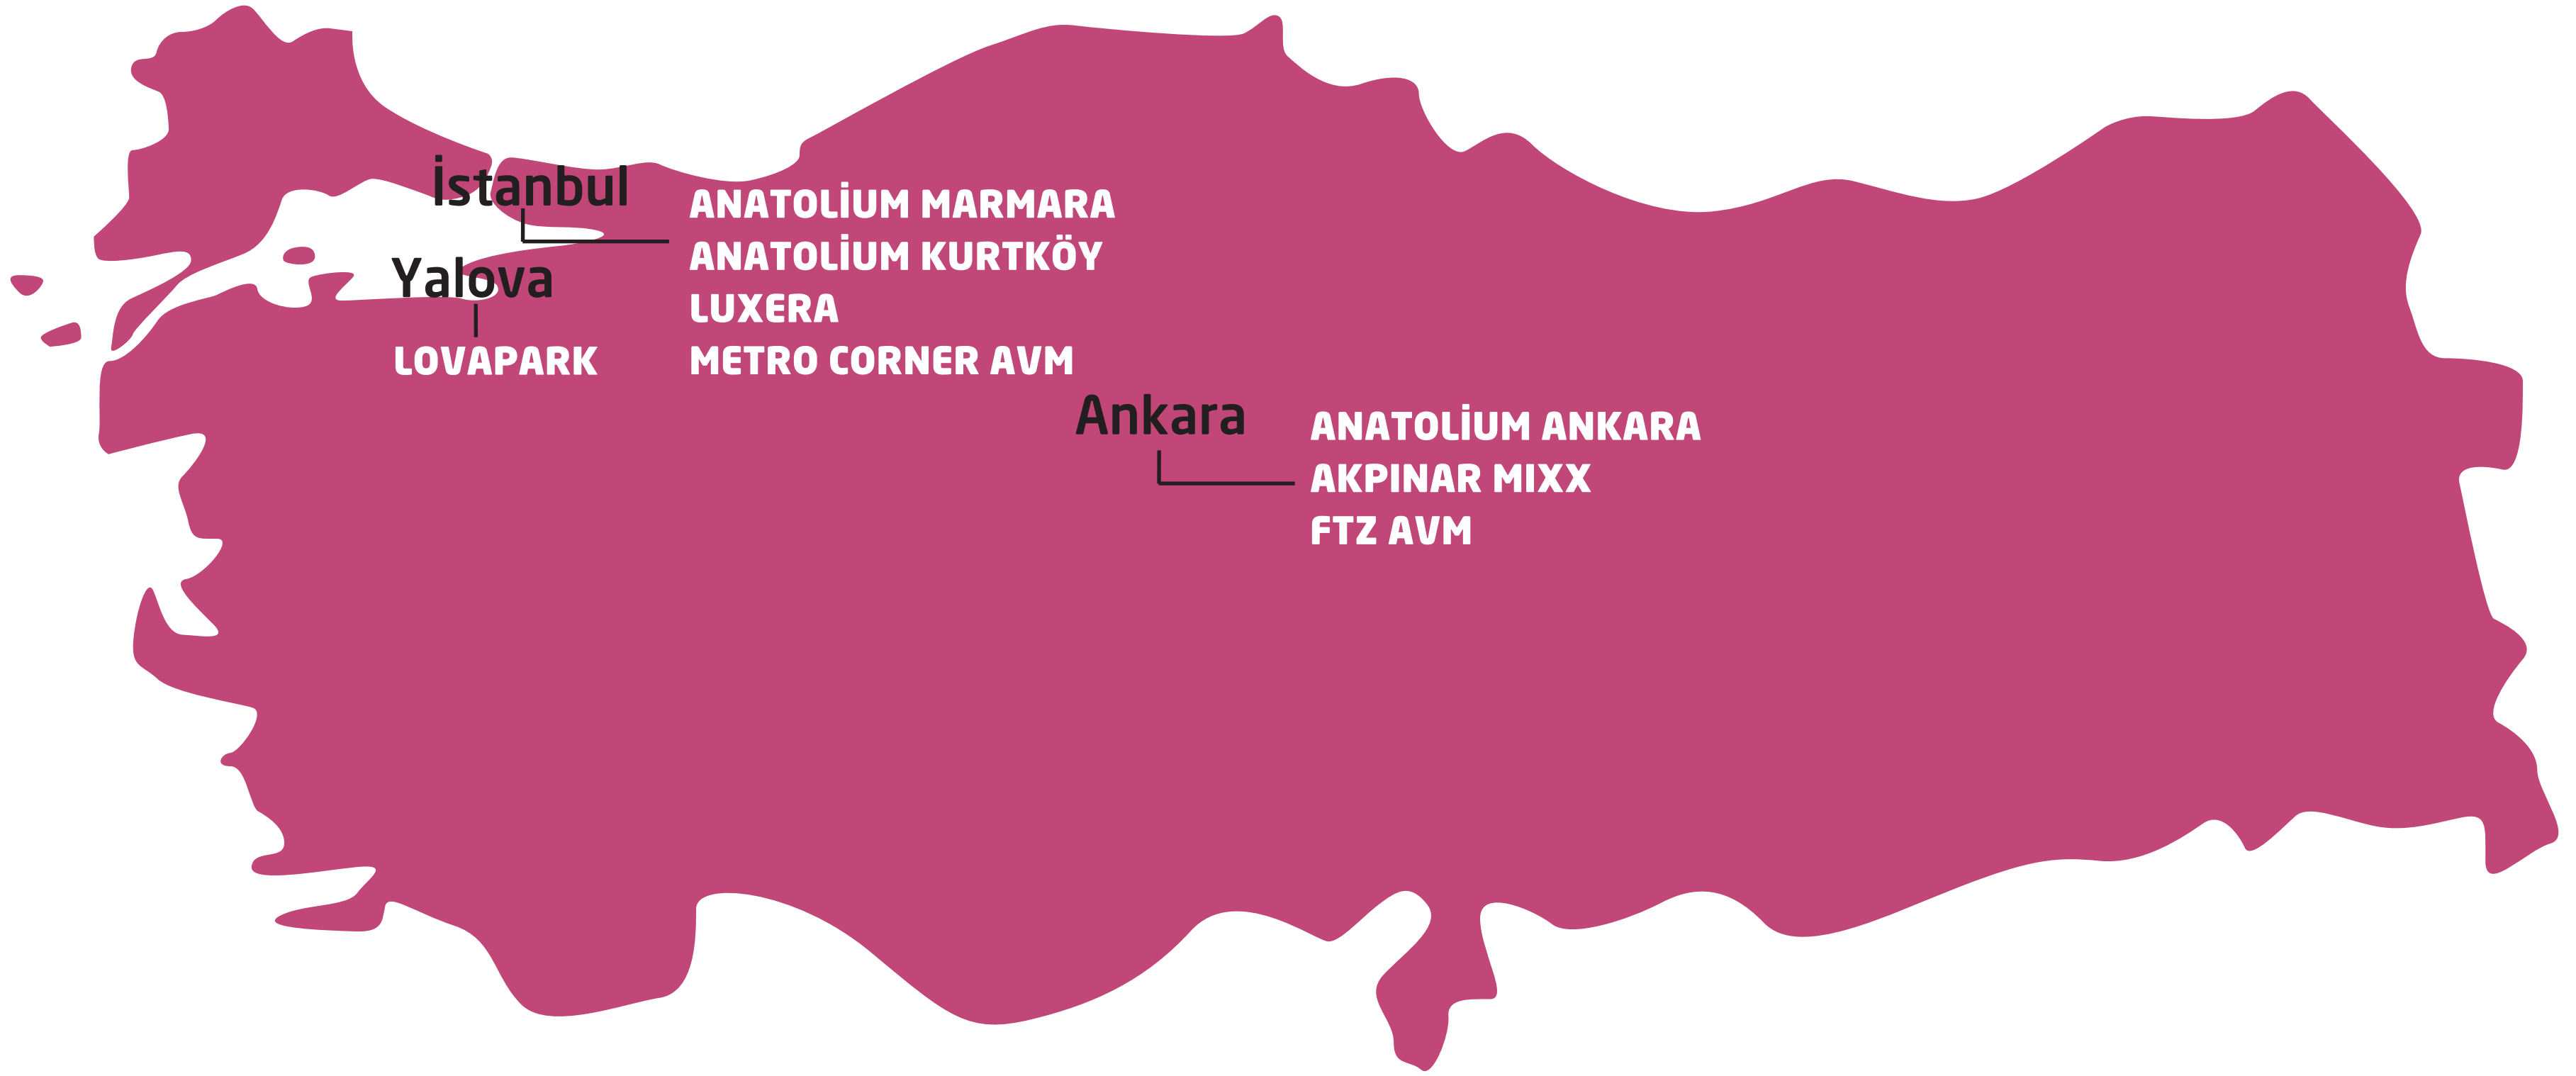 İstanbul
ANATOLİUM MARMARA
ANATOLİUM KURTKÖY
LUXERA
METRO CORNER AVM
Yalova
LOVAPARK
Ankara
ANATOLİUM ANKARA
AKPINAR MIXX
FTZ AVM